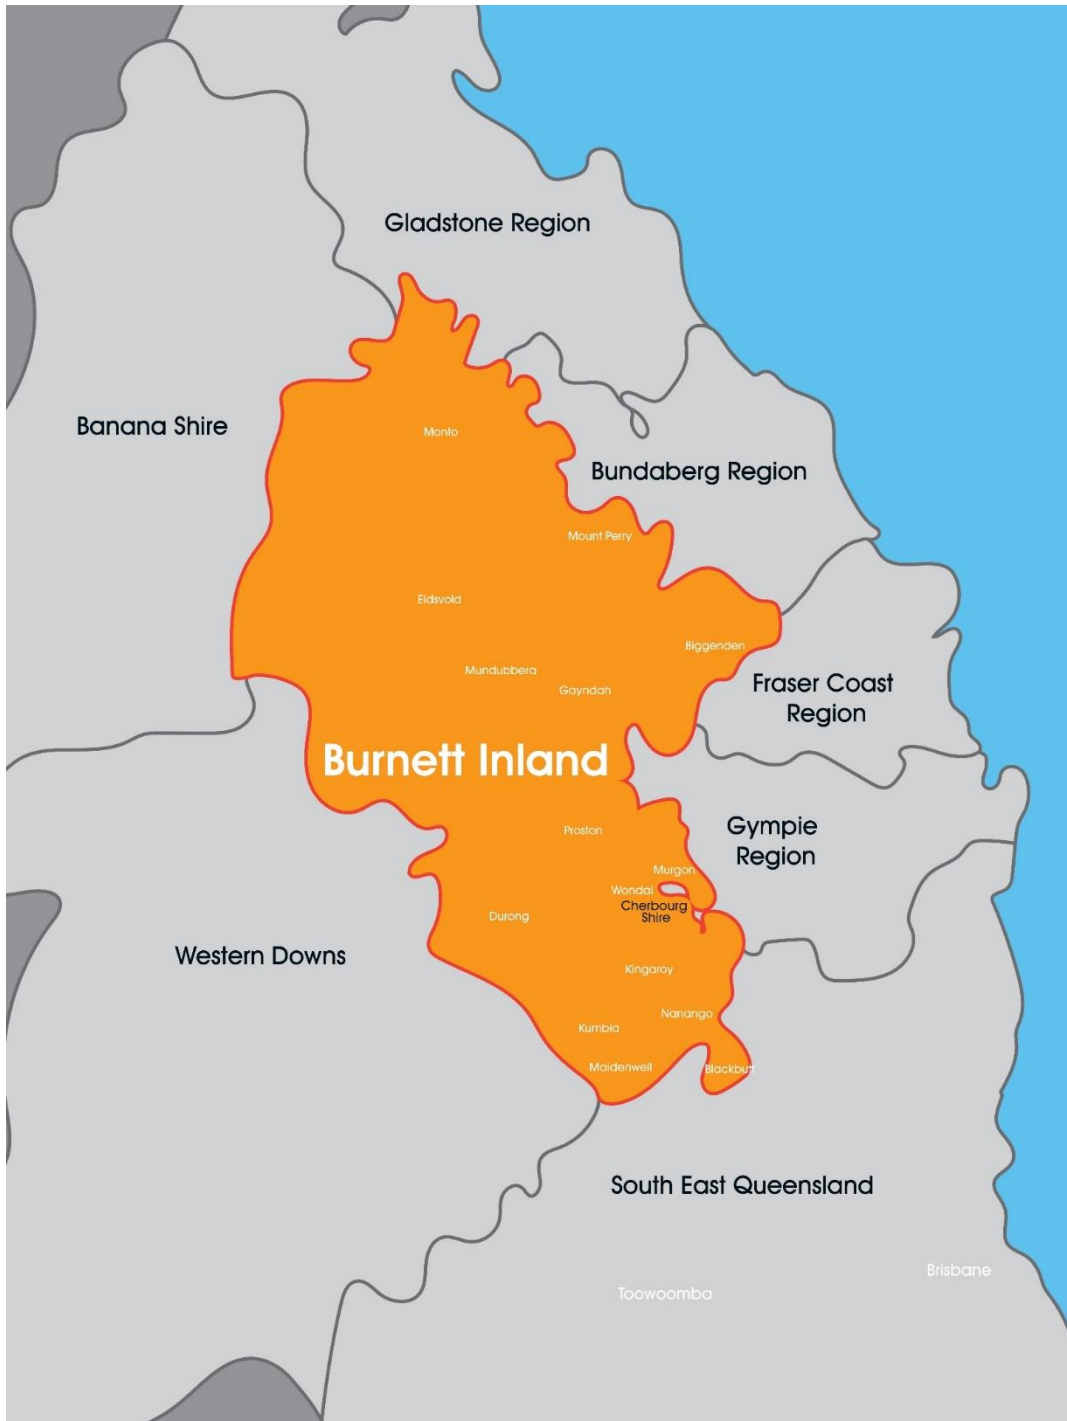 Gladstone Region
Banana Shire
Monto
Bundaberg Region
Mount Perry
Eidsvold
Biggenden
Mundubbera
Gayndah
Fraser Coast
Region
Burnett Inland
Proston
Gympie
Region
Murgon
Wondai
Cherbourg
Shire
Durong
Western Downs
Kingaroy
Nanango
Kumbia
Maidenwell
Blackbutt
South East Queensland
Brisbane
Toowoomba